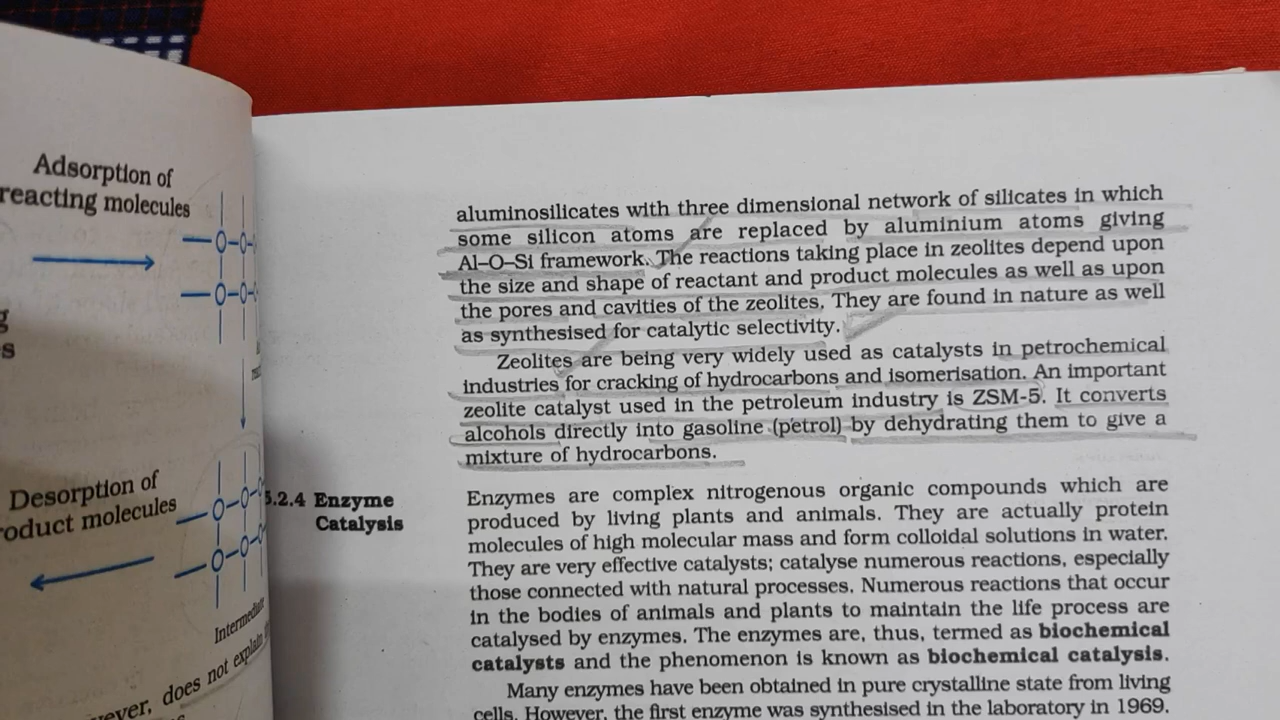 Adsorption of
reacting molecules
Desorption of
product molecules
Intermediate
does not explain
aluminosilicates with three dimensional network of silicates in which
some silicon atoms are replaced by aluminium atoms giving
Al–O–Si framework. The reactions taking place in zeolites depend upon
the size and shape of reactant and product molecules as well as upon
the pores and cavities of the zeolites. They are found in nature as well
as synthesised for catalytic selectivity.
Zeolites are being very widely used as catalysts in petrochemical
industries for cracking of hydrocarbons and isomerisation. An important
zeolite catalyst used in the petroleum industry is ZSM-5. It converts
alcohols directly into gasoline (petrol) by dehydrating them to give a
mixture of hydrocarbons.
5.2.4 Enzyme
Catalysis
Enzymes are complex nitrogenous organic compounds which are
produced by living plants and animals. They are actually protein
molecules of high molecular mass and form colloidal solutions in water.
They are very effective catalysts; catalyse numerous reactions, especially
those connected with natural processes. Numerous reactions that occur
in the bodies of animals and plants to maintain the life process are
catalysed by enzymes. The enzymes are, thus, termed as biochemical
catalysts and the phenomenon is known as biochemical catalysis.
Many enzymes have been obtained in pure crystalline state from living
cells. However, the first enzyme was synthesised in the laboratory in 1969.